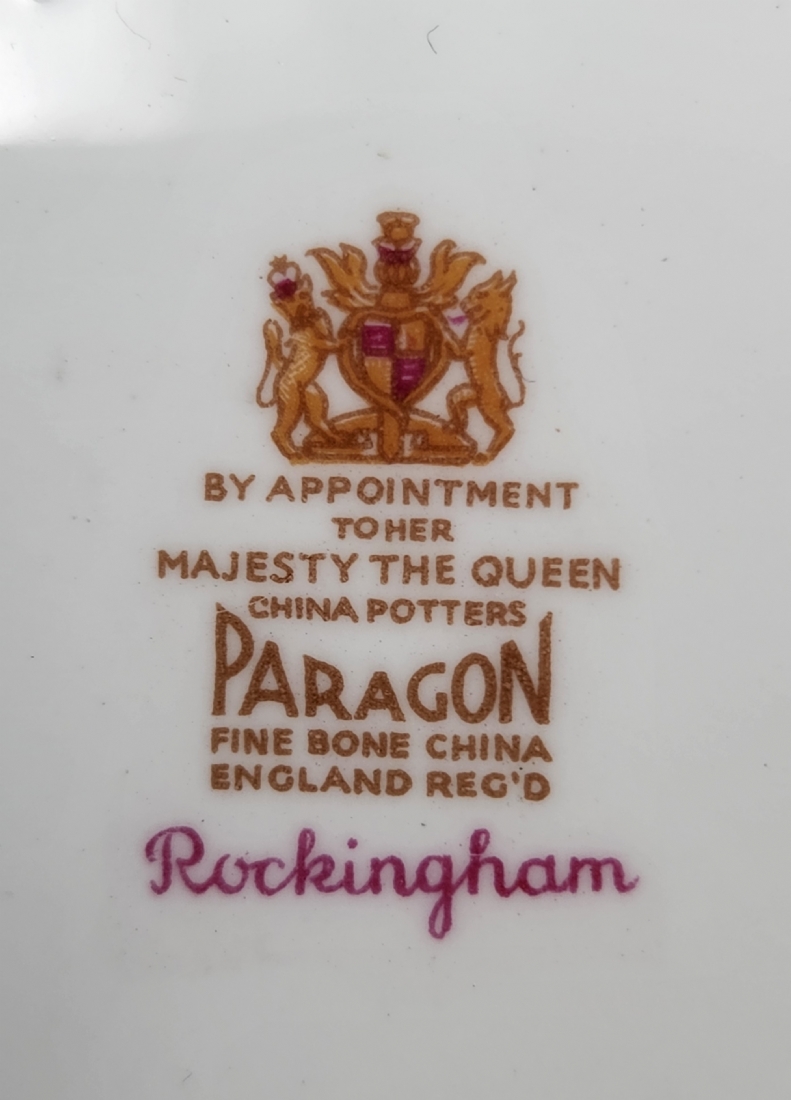 BY APPOINTMENT
TO HER
MAJESTY THE QUEEN
CHINA POTTERS
PARAGON
FINE BONE CHINA
ENGLAND REG'D
Rockingham